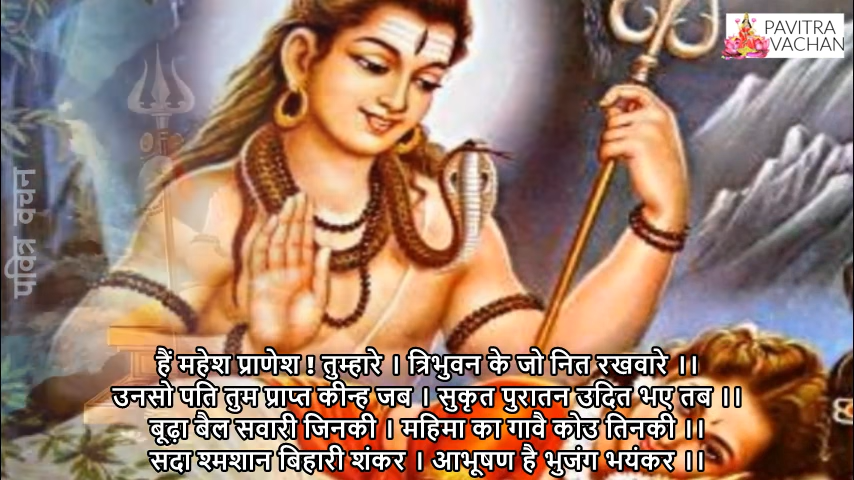 PAVITRA
VACHAN
पवित्र वचन
हैं महेश प्राणेश ! तुम्हारे । त्रिभुवन के जो नित रखवारे ।।
उनसो पति तुम प्राप्त कीन्ह जब । सुकृत पुरातन उदित भए तब ।।
बूढ़ा बैल सवारी जिनकी । महिमा का गावै कोउ तिनकी ।।
सदा श्मशान बिहारी शंकर । आभूषण है भुजंग भयंकर ।।